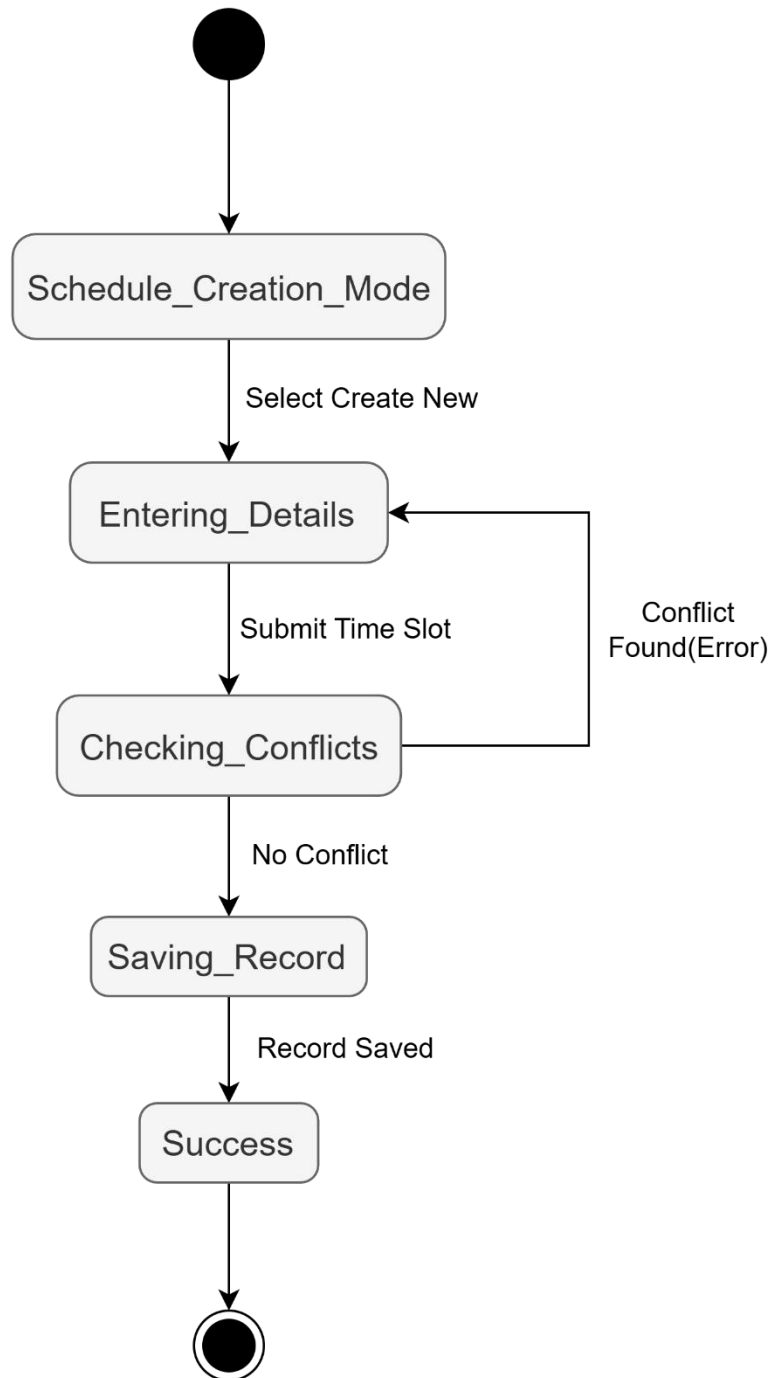 Schedule_Creation_Mode
Select Create New
Entering_Details
Submit Time Slot
Conflict
Found(Error)
Checking_Conflicts
No Conflict
Saving_Record
Record Saved
Success